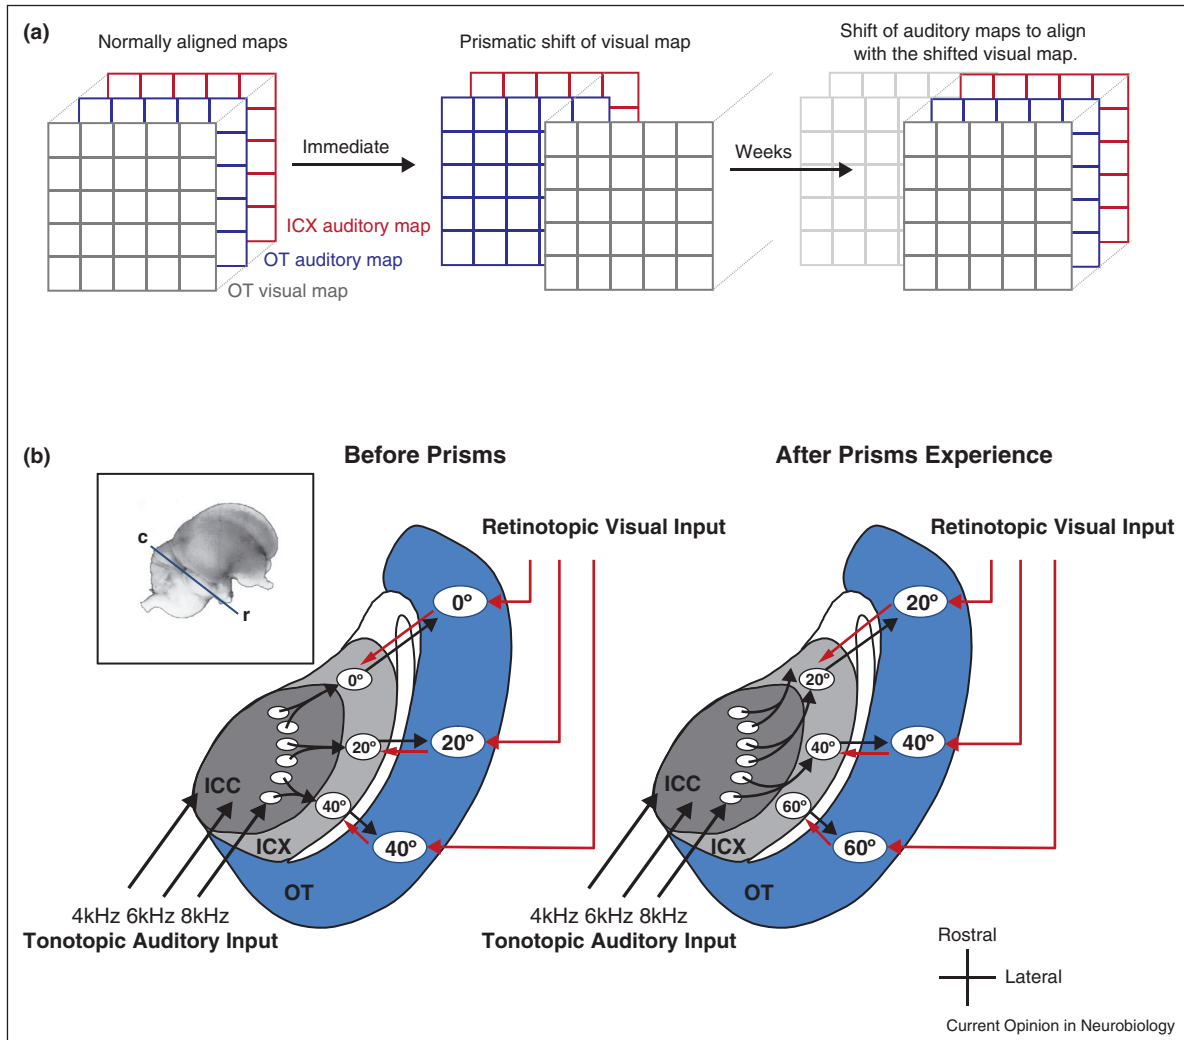 (a)
Normally aligned maps
Prismatic shift of visual map
Shift of auditory maps to align
with the shifted visual map.
Immediate
Weeks
ICX auditory map
OT auditory map
OT visual map
(b)
Before Prisms
After Prisms Experience
c
r
Retinotopic Visual Input
0º
0º
20º
20º
40º
40º
ICC
ICX
OT
4kHz 6kHz 8kHz
Tonotopic Auditory Input
Retinotopic Visual Input
20º
20º
40º
40º
60º
60º
ICC
ICX
OT
4kHz 6kHz 8kHz
Tonotopic Auditory Input
Rostral
Lateral
Current Opinion in Neurobiology